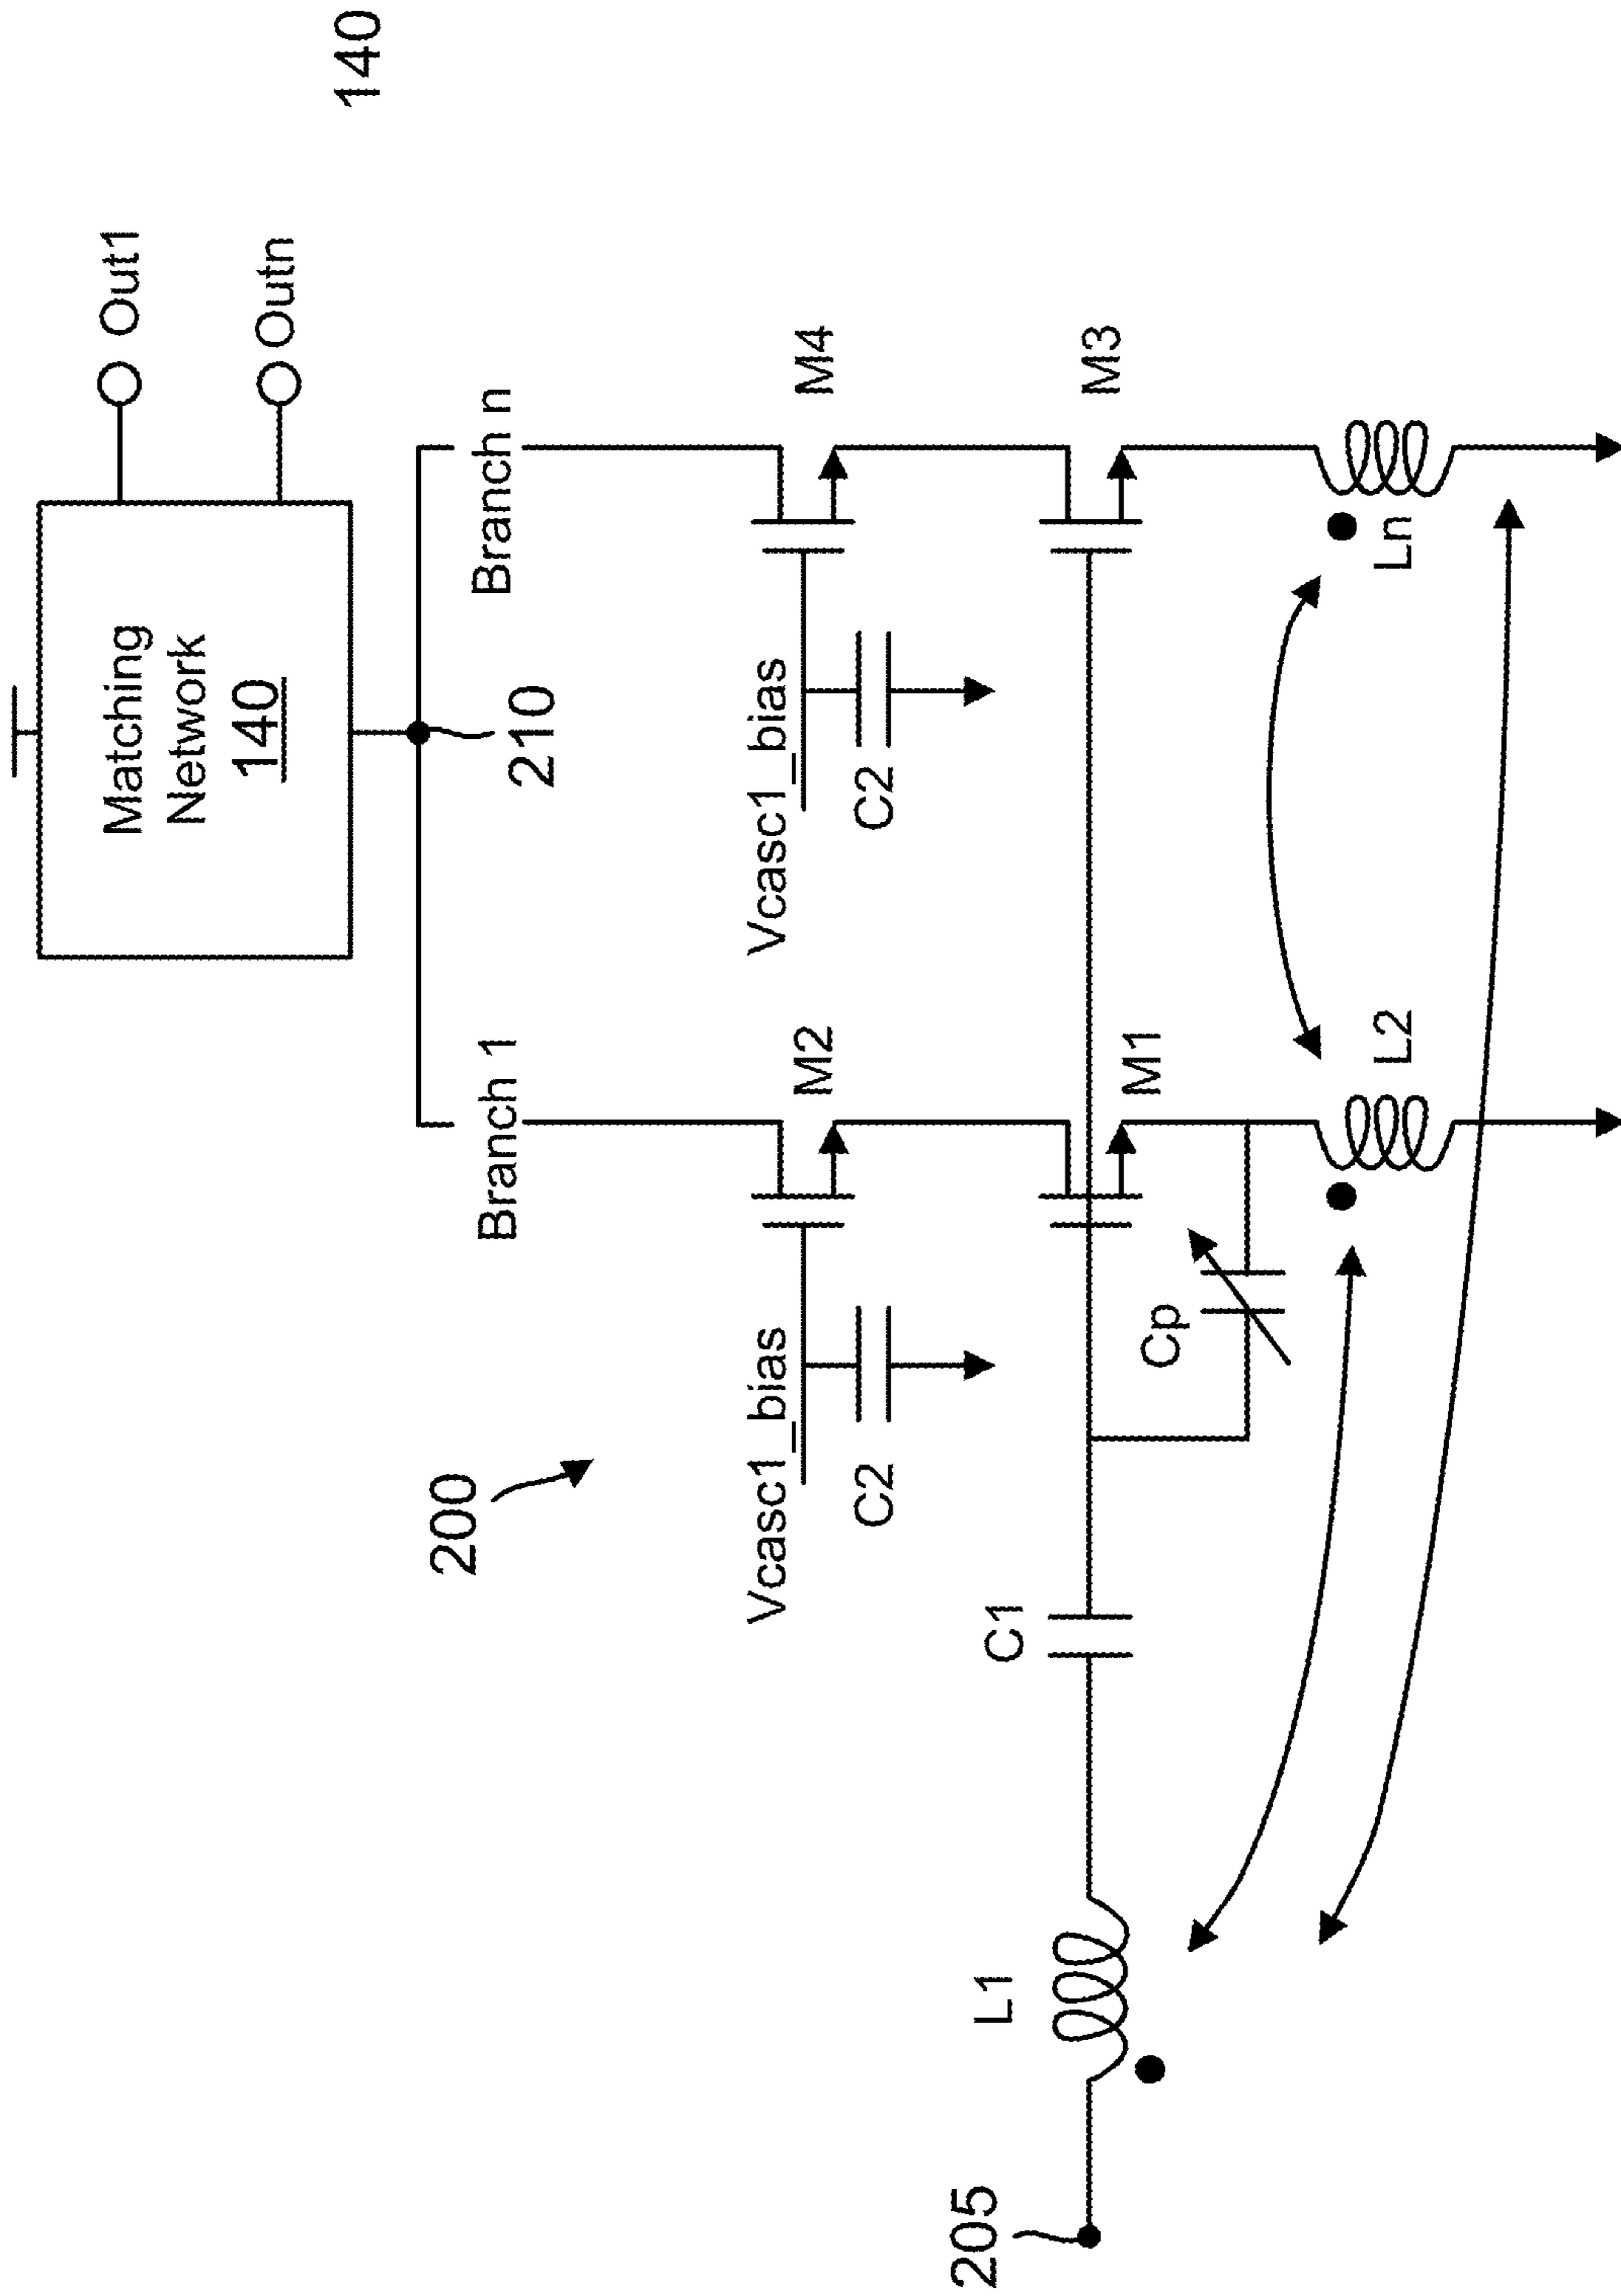 140
Out1
Outn
Matching
Network
140
210
Branch 1
Branch n
200
Vcasc1_bias
M2
C2
Vcasc1_bias
M4
C2
205
L1
C1
Cp
M1
M3
L2
Ln